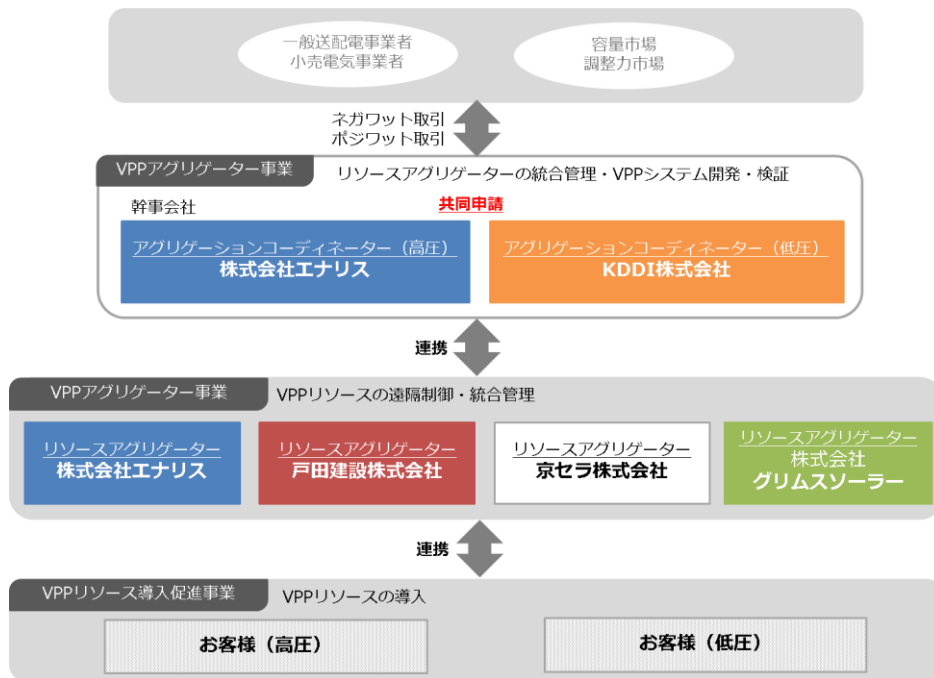 一般送配電事業者
小売電気事業者
容量市場
調整力市場
ネガワット取引
ポジワット取引
VPPアグリゲーター事業
リソースアグリゲーターの統合管理・VPPシステム開発・検証
幹事会社
共同申請
アグリゲーションコーディネーター（高圧）
株式会社エナリス
アグリゲーションコーディネーター（低圧）
KDDI株式会社
連携
VPPアグリゲーター事業
VPPリソースの遠隔制御・統合管理
リソースアグリゲーター
株式会社エナリス
リソースアグリゲーター
戸田建設株式会社
リソースアグリゲーター
京セラ株式会社
リソースアグリゲーター
株式会社
グリムスソーラー
連携
VPPリソース導入促進事業
VPPリソースの導入
お客様（高圧）
お客様（低圧）